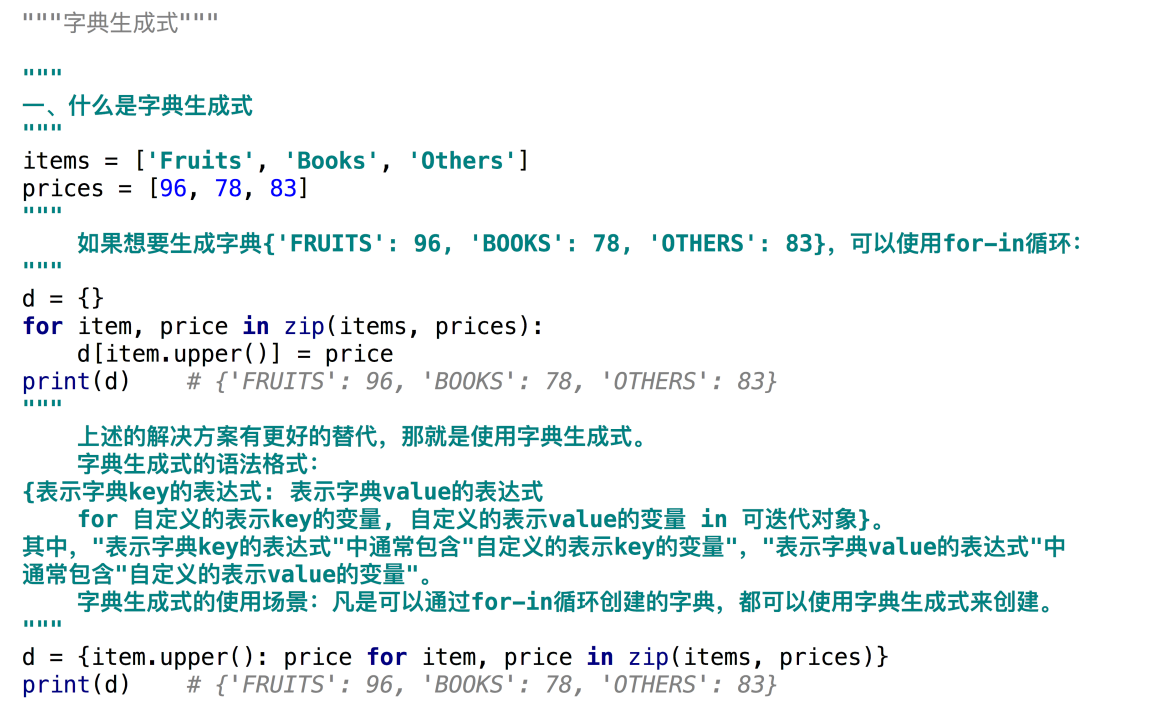 """字典生成式"""
"""
一、什么是字典生成式
"""
items = ['Fruits', 'Books', 'Others']
prices = [96, 78, 83]
"""
    如果想要生成字典{'FRUITS': 96, 'BOOKS': 78, 'OTHERS': 83}，可以使用for-in循环：
"""
d = {}
for item, price in zip(items, prices):
    d[item.upper()] = price
print(d)    # {'FRUITS': 96, 'BOOKS': 78, 'OTHERS': 83}
"""
    上述的解决方案有更好的替代，那就是使用字典生成式。
    字典生成式的语法格式：
{表示字典key的表达式: 表示字典value的表达式
    for 自定义的表示key的变量, 自定义的表示value的变量 in 可迭代对象}。
其中，"表示字典key的表达式"中通常包含"自定义的表示key的变量"，"表示字典value的表达式"中
通常包含"自定义的表示value的变量"。
    字典生成式的使用场景：凡是可以通过for-in循环创建的字典，都可以使用字典生成式来创建。
"""
d = {item.upper(): price for item, price in zip(items, prices)}
print(d)    # {'FRUITS': 96, 'BOOKS': 78, 'OTHERS': 83}